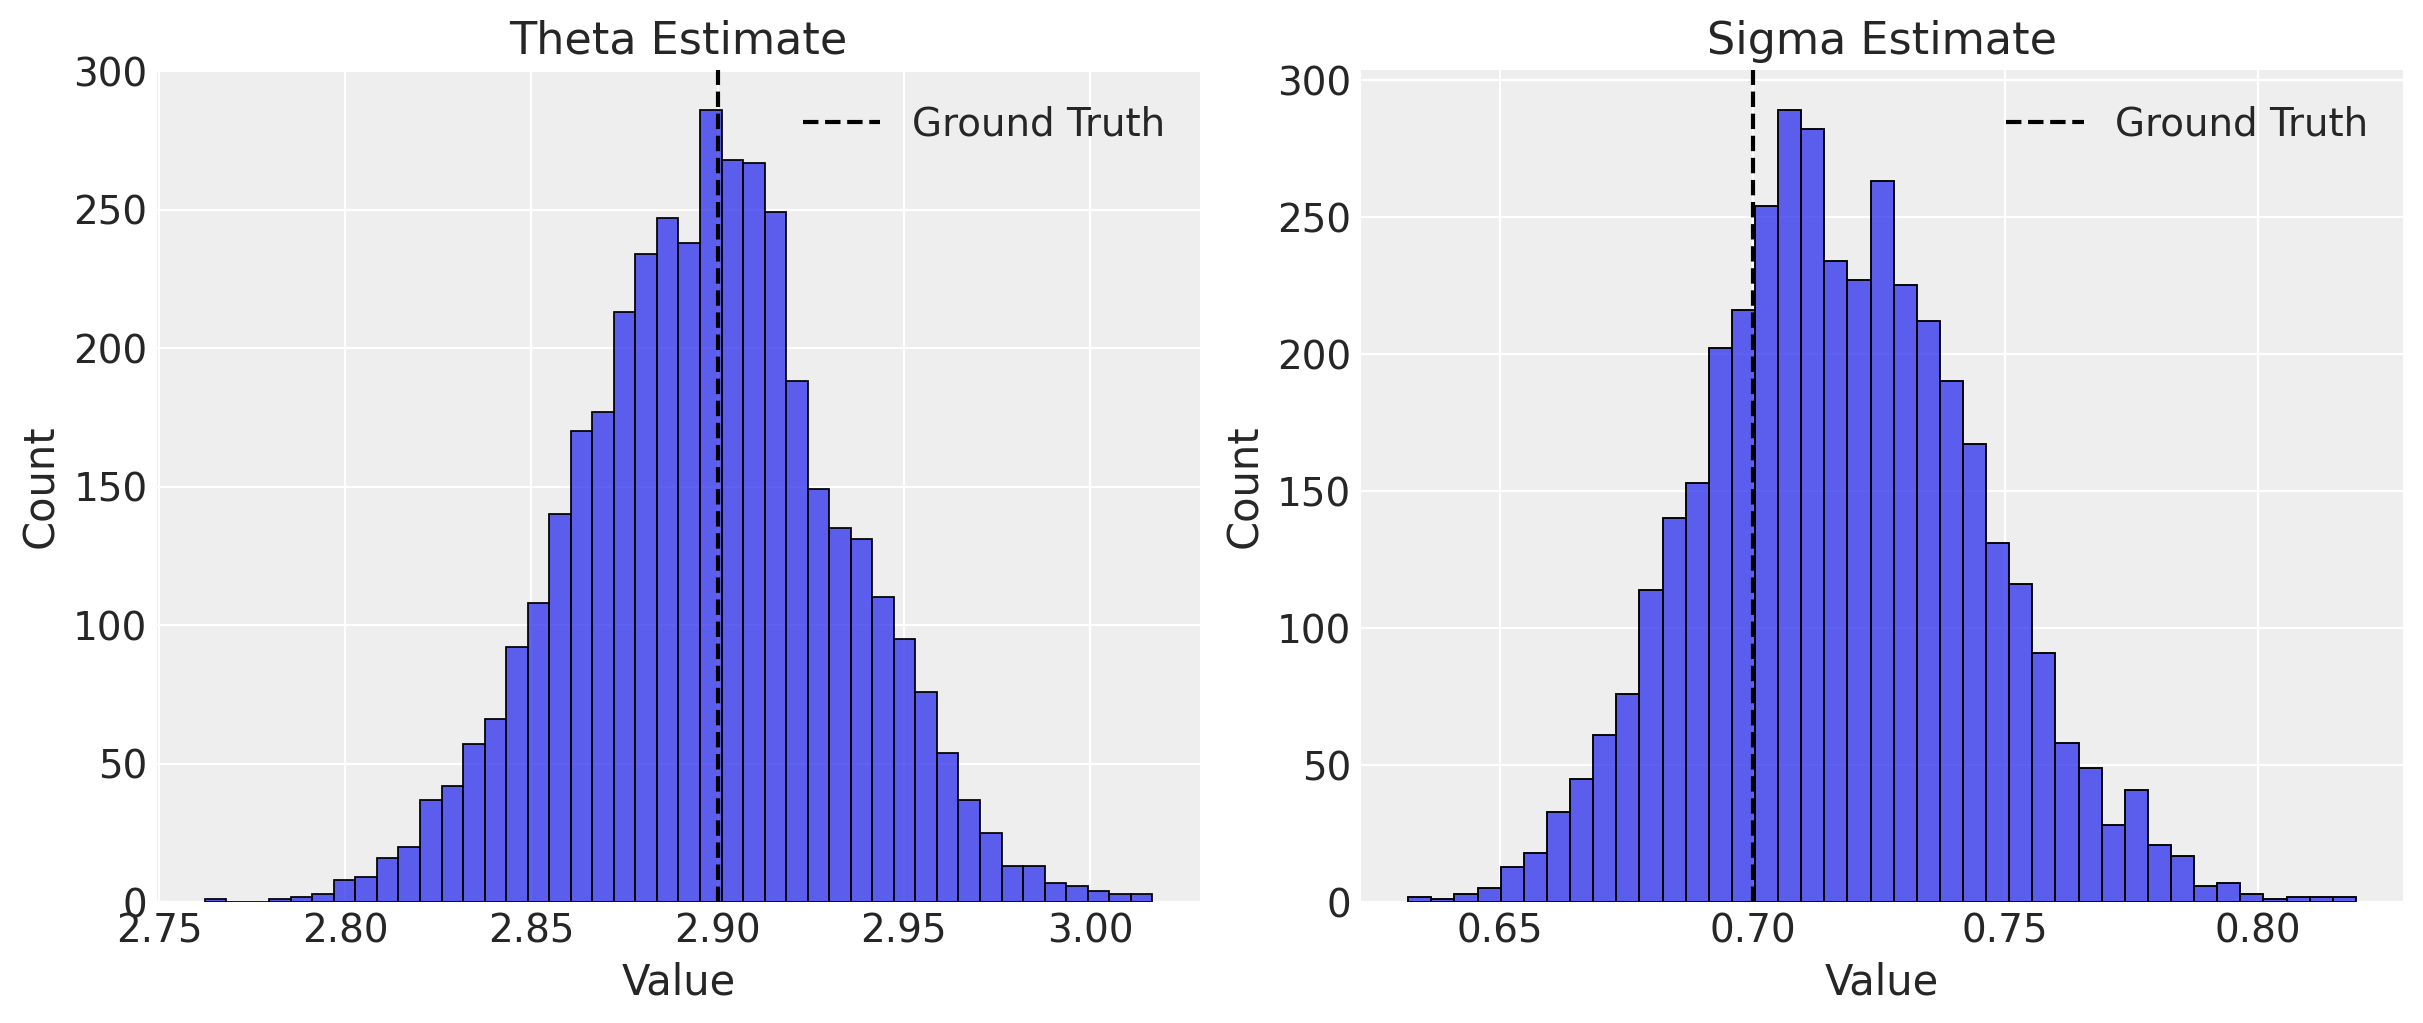 Theta Estimate
300
250
200
150
100
50
0
Count
2.75 2.80 2.85 2.90 2.95 3.00
Value
Ground Truth
Sigma Estimate
300
250
200
150
100
50
0
Count
0.65 0.70 0.75 0.80
Value
Ground Truth